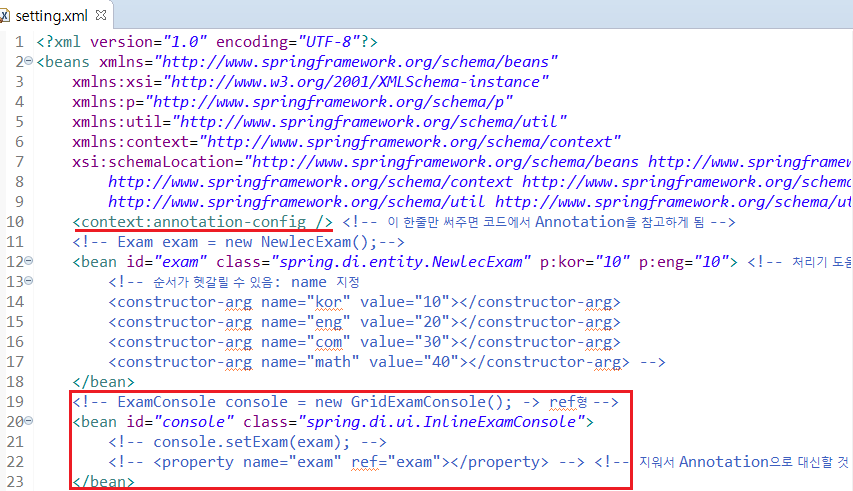 setting.xml
1 <?xml version="1.0" encoding="UTF-8"?>
2 <beans xmlns="http://www.springframework.org/schema/beans"
3 xmlns:xsi="http://www.w3.org/2001/XMLSchema-instance"
4 xmlns:p="http://www.springframework.org/schema/p"
5 xmlns:util="http://www.springframework.org/schema/util"
6 xmlns:context="http://www.springframework.org/schema/context"
7 xsi:schemaLocation="http://www.springframework.org/schema/beans http://www.springframew
8 http://www.springframework.org/schema/context http://www.springframework.org/schema
9 http://www.springframework.org/schema/util http://www.springframework.org/schema/ut
10 <context:annotation-config /> <!-- 이 한줄만 써주면 코드에서 Annotation을 참고하게 됨 -->
11 <!-- Exam exam = new NewlecExam();-->
12 <bean id="exam" class="spring.di.entity.NewlecExam" p:kor="10" p:eng="10"> <!-- 처리기 도움
13 <!-- 순서가 헷갈릴 수 있음: name 지정
14 <constructor-arg name="kor" value="10"></constructor-arg>
15 <constructor-arg name="eng" value="20"></constructor-arg>
16 <constructor-arg name="com" value="30"></constructor-arg>
17 <constructor-arg name="math" value="40"></constructor-arg> -->
18 </bean>
19 <!-- ExamConsole console = new GridExamConsole(); -> ref형 -->
20 <bean id="console" class="spring.di.ui.InlineExamConsole">
21 <!-- console.setExam(exam); -->
22 <!-- <property name="exam" ref="exam"></property> --> <!-- 지워서 Annotation으로 대신할 것
23 </bean>